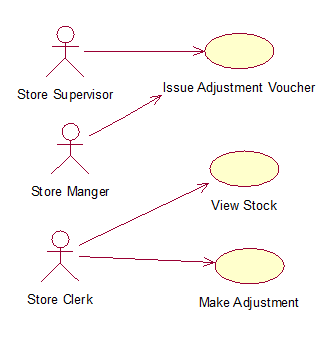 Store Supervisor
Issue Adjustment Voucher
Store Manger
View Stock
Store Clerk
Make Adjustment